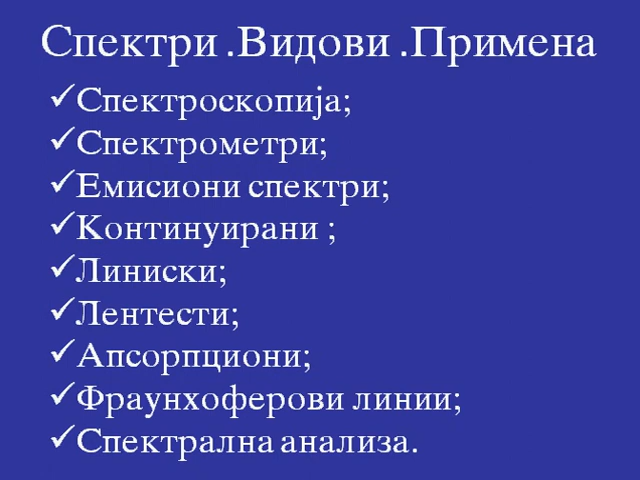 Спектри .Видови .Примена
✓Спектроскопија;
✓Спектрометри;
✓Емисиони спектри;
✓Континуирани ;
✓Линиски;
✓Лентести;
✓Апсорпциони;
✓Фраунхоферови линии;
✓Спектрална анализа.